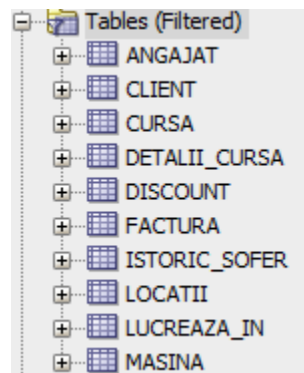 Tables (Filtered)
ANGAJAT
CLIENT
CURSA
DETALII_CURSA
DISCOUNT
FACTURA
ISTORIC_SOFER
LOCATII
LUCREAZA_IN
MASINA